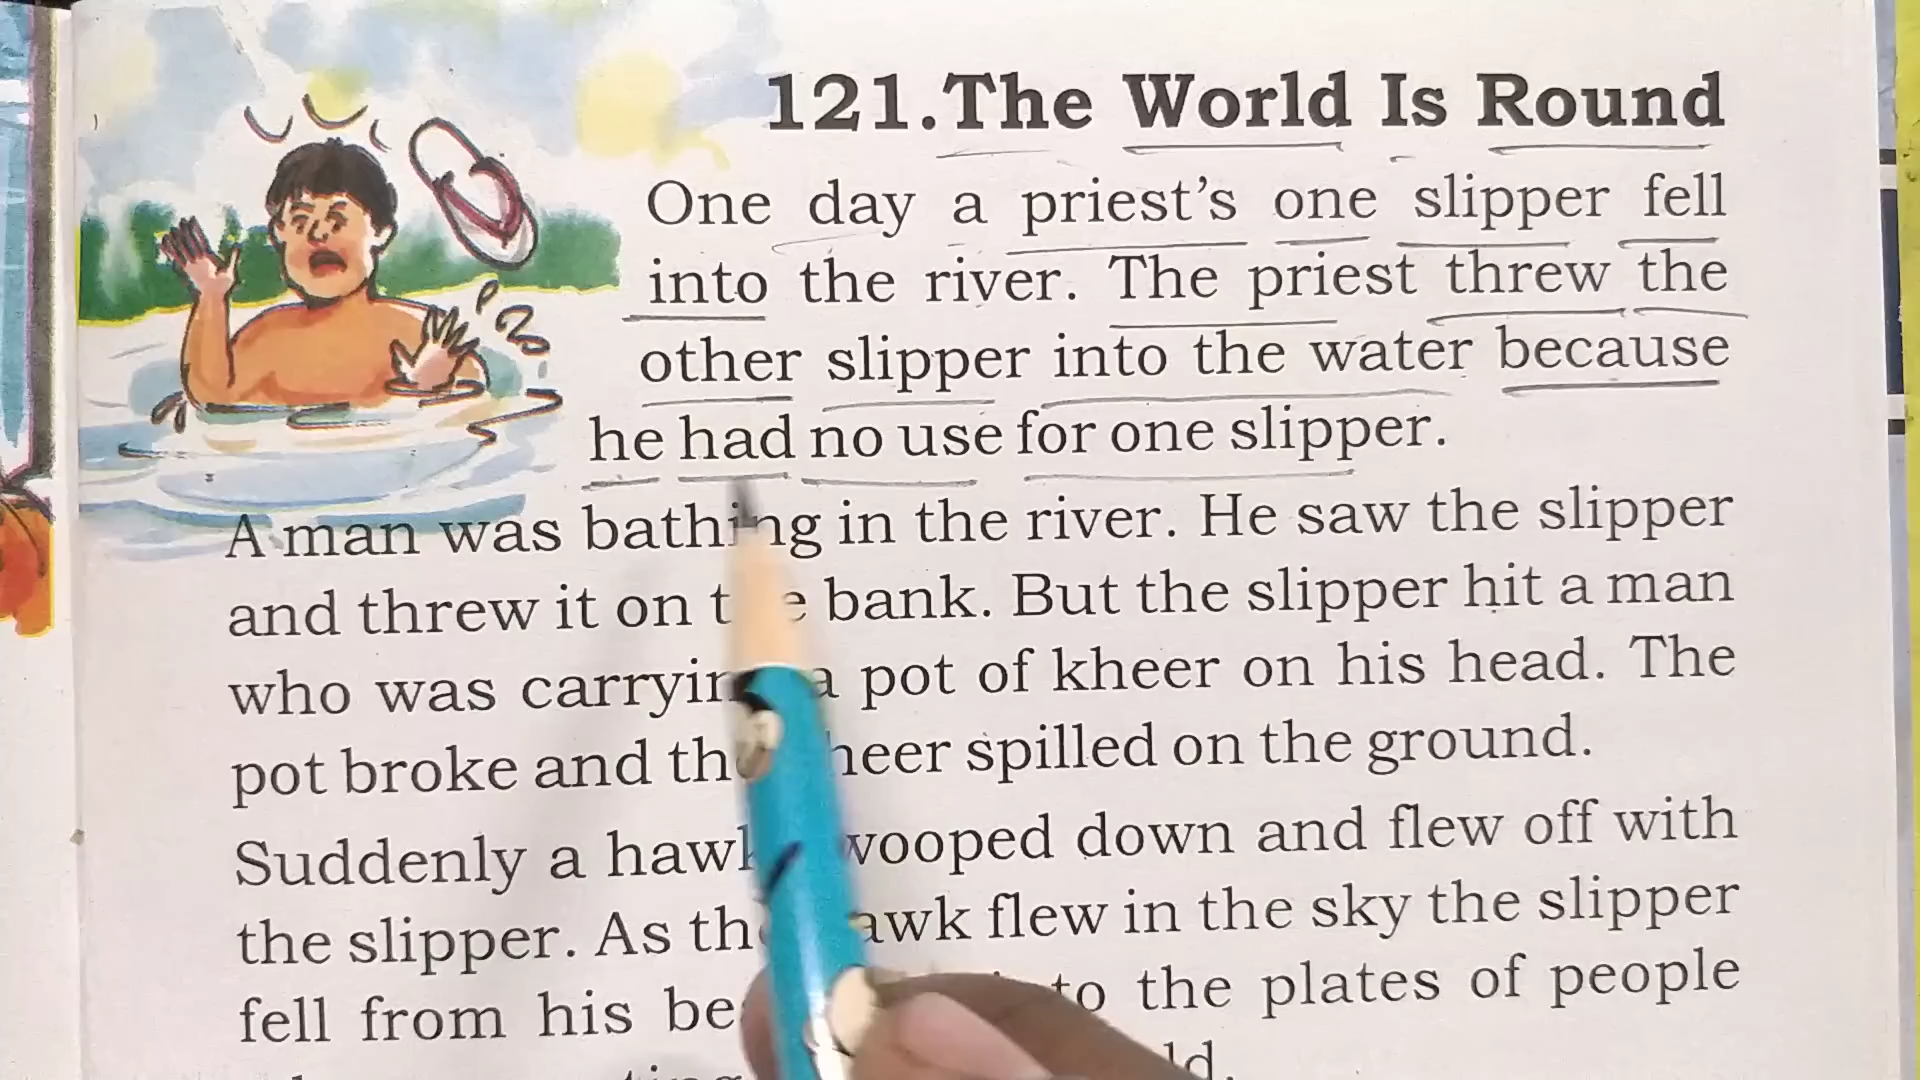 121. The World Is Round
One day a priest's one slipper fell
into the river. The priest threw the
other slipper into the water because
he had no use for one slipper.
A man was bathing in the river. He saw the slipper
and threw it on the bank. But the slipper hit a man
who was carrying a pot of kheer on his head. The
pot broke and the kheer spilled on the ground.
Suddenly a hawk swooped down and flew off with
the slipper. As the hawk flew in the sky the slipper
fell from his to the plates of people